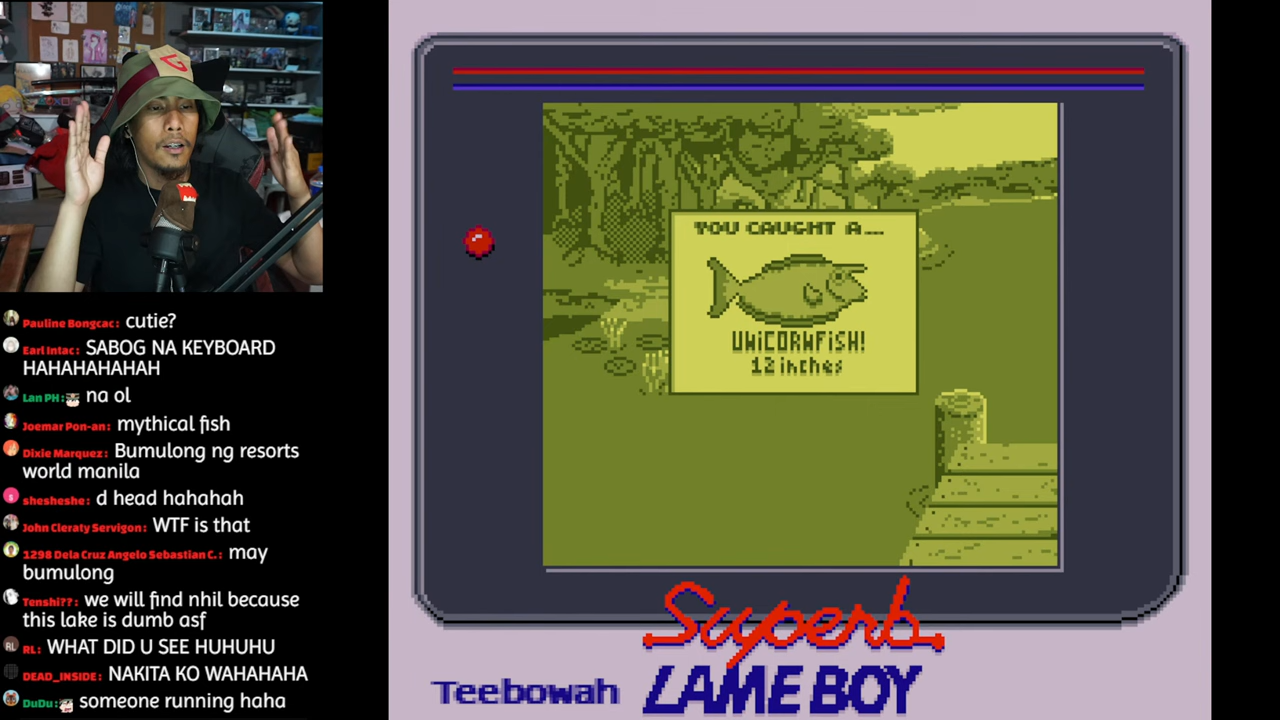 Pauline Bongcac: cutie?
Earl Intac: SABOG NA KEYBOARD
HAHAHAHAHAH
Lan PH: na ol
Joemar Pon-an: mythical fish
Dixie Marquez: Bumulong ng resorts
world manila
shesheshe: d head hahahah
John Cleraty Servigon: WTF is that
1298 Dela Cruz Angelo Sebastian C.: may
bumulong
Tenshi??: we will find nhil because
this lake is dumb asf
RL RL: WHAT DID U SEE HUHUHU
DEAD_INSIDE: NAKITA KO WAHAHAHA
DuDu: someone running haha
YOU CAUGHT A...
UNiCORNFiSH!
12 inches
Superb
Teebowah LAME BOY